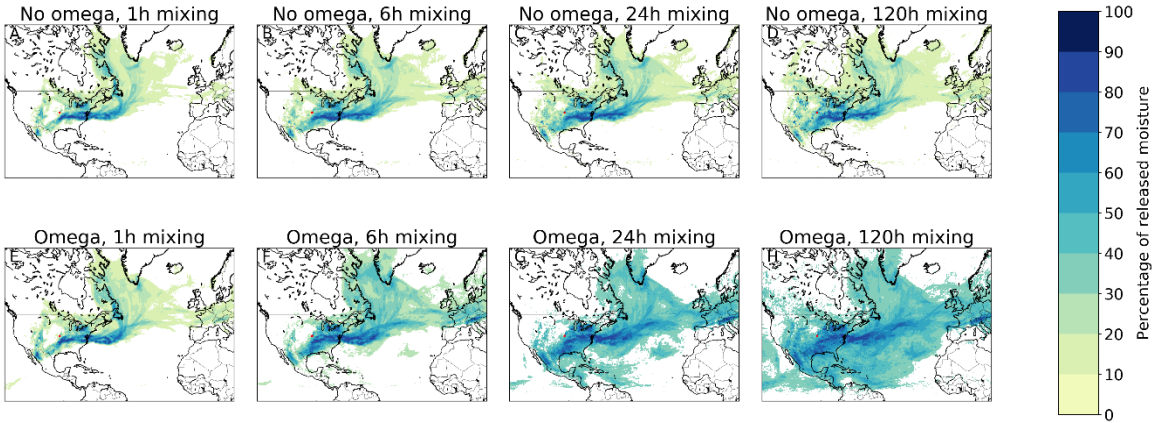 No omega, 1h mixing
No omega, 6h mixing
No omega, 24h mixing
No omega, 120h mixing
A
B
C
D
Omega, 1h mixing
Omega, 6h mixing
Omega, 24h mixing
Omega, 120h mixing
E
F
G
H
100
90
80
70
60
50
40
30
20
10
0
Percentage of released moisture